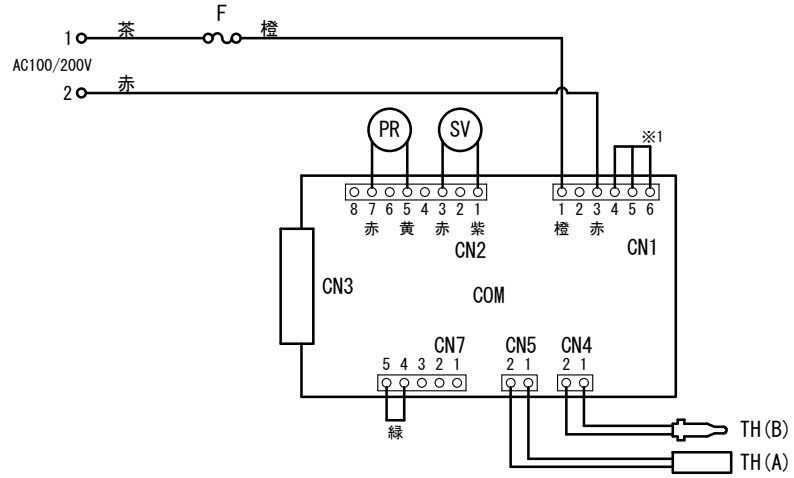 F
1 茶 橙
AC100/200V
2 赤
PR SV ※1
8 7 6 5 4 3 2 1 1 2 3 4 5 6
赤 黄 赤 紫 橙 赤
CN2 CN1
CN3
COM
CN7 CN5 CN4
5 4 3 2 1 2 1 2 1
緑
TH(B)
TH(A)